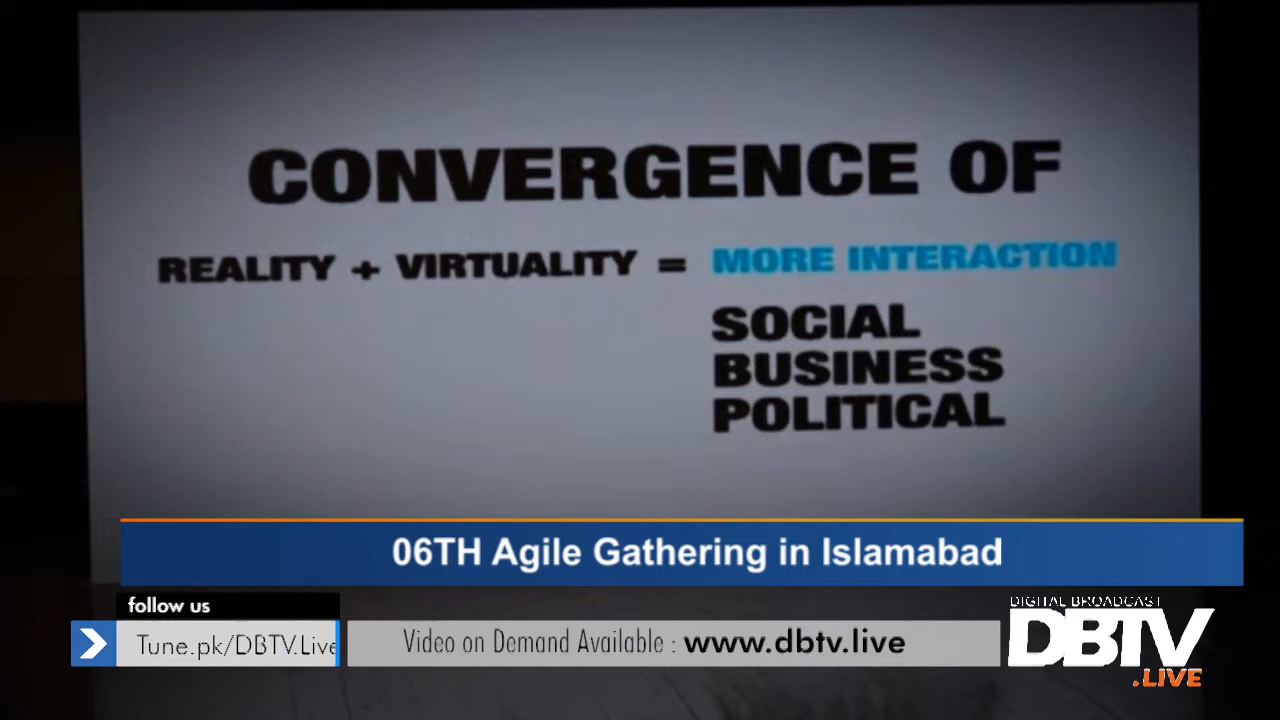 CONVERGENCE OF
REALITY + VIRTUALITY = MORE INTERACTION
SOCIAL
BUSINESS
POLITICAL
06TH Agile Gathering in Islamabad
follow us
Tune.pk/DBTV.Live
Video on Demand Available : www.dbtv.live
DIGITAL BROADCAST
DBTV
.LIVE